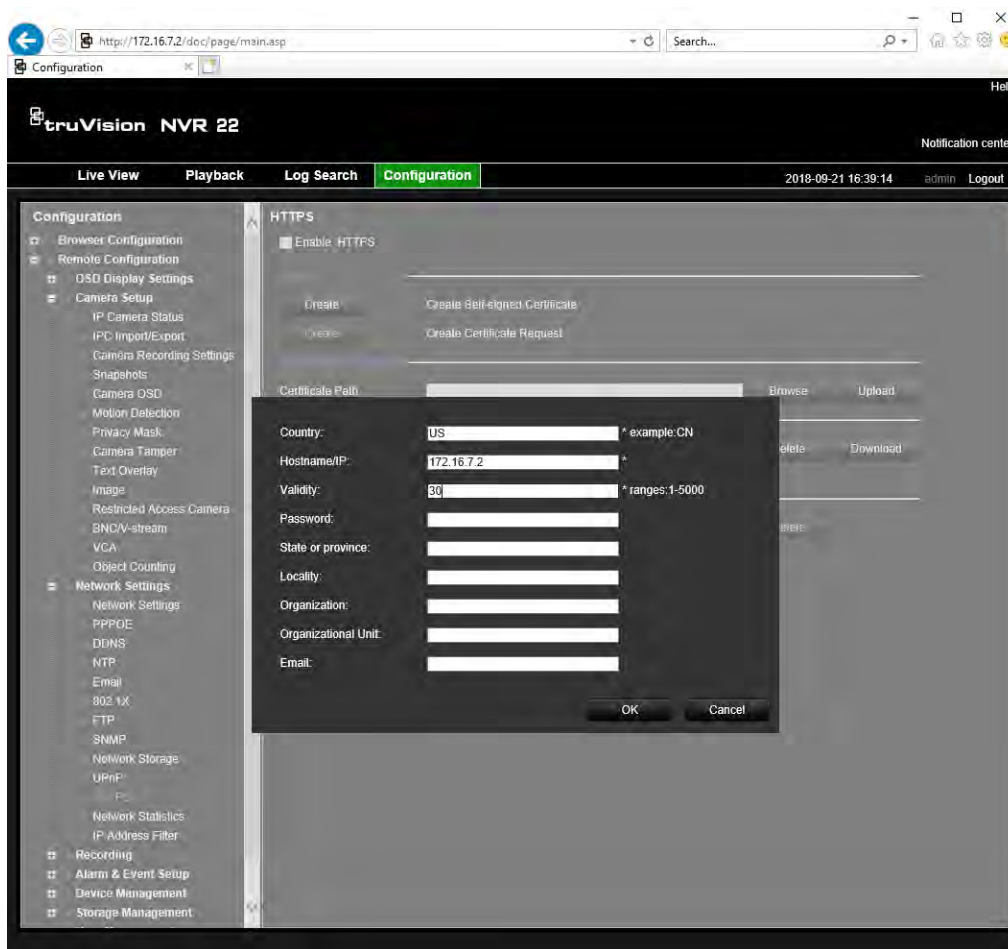 http://172.16.7.2/doc/page/main.asp
Search...
Configuration
Hel
truVision NVR 22
Notification cente
Live View Playback Log Search Configuration 2018-09-21 16:39:14 admin Logout
Configuration
Browser Configuration
Remote Configuration
OSD Display Settings
Camera Setup
IP Camera Status
IPC Import/Export
Camera Recording Settings
Snapshots
Camera OSD
Motion Detection
Privacy Mask
Camera Tamper
Text Overlay
Image
Restricted Access Camera
BNC/V-stream
VCA
Object Counting
Network Settings
Network Settings
PPPOE
DDNS
NTP
Email
802.1X
FTP
SNMP
Network Storage
UPnP
Network Statistics
IP Address Filter
Recording
Alarm & Event Setup
Device Management
Storage Management
HTTPS
Enable HTTPS
Create Create Self-signed Certificate
Create Create Certificate Request
Certificate Path Browse Upload
elete Download
elete
Country: US * example:CN
Hostname/IP: 172.16.7.2 *
Validity: 30 * ranges:1-5000
Password:
State or province:
Locality:
Organization:
Organizational Unit:
Email:
OK Cancel